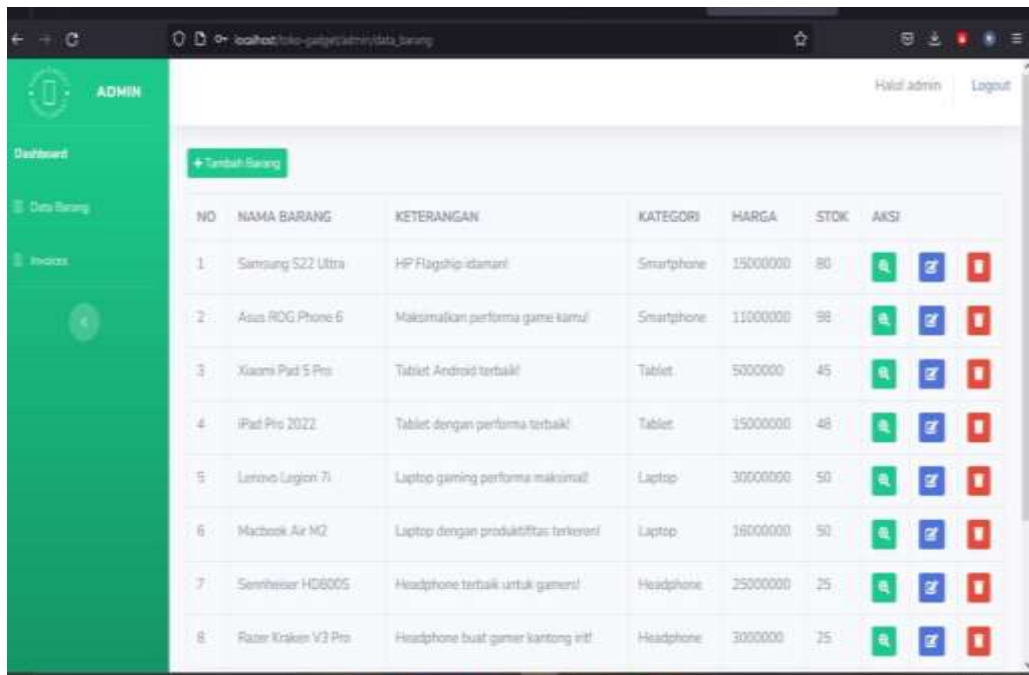 localhost/toko-gadget/admin/data_barang
ADMIN
Halo! admin
Logout
Dashboard
Data Barang
Invoices
+ Tambah Barang
NO NAMA BARANG KETERANGAN KATEGORI HARGA STOK AKSI
1 Samsung S22 Ultra HP Flagship idaman! Smartphone 15000000 80
2 Asus ROG Phone 6 Maksimalkan performa game kamu! Smartphone 11000000 98
3 Xiaomi Pad 5 Pro Tablet Android terbaik! Tablet 5000000 45
4 iPad Pro 2022 Tablet dengan performa terbaik! Tablet 15000000 48
5 Lenovo Legion 7i Laptop gaming performa maksimal! Laptop 30000000 50
6 Macbook Air M2 Laptop dengan produktifitas terkeren! Laptop 16000000 50
7 Sennheiser HD800S Headphone terbaik untuk gamers! Headphone 25000000 25
8 Razer Kraken V3 Pro Headphone buat gamer kantong irit! Headphone 3000000 25